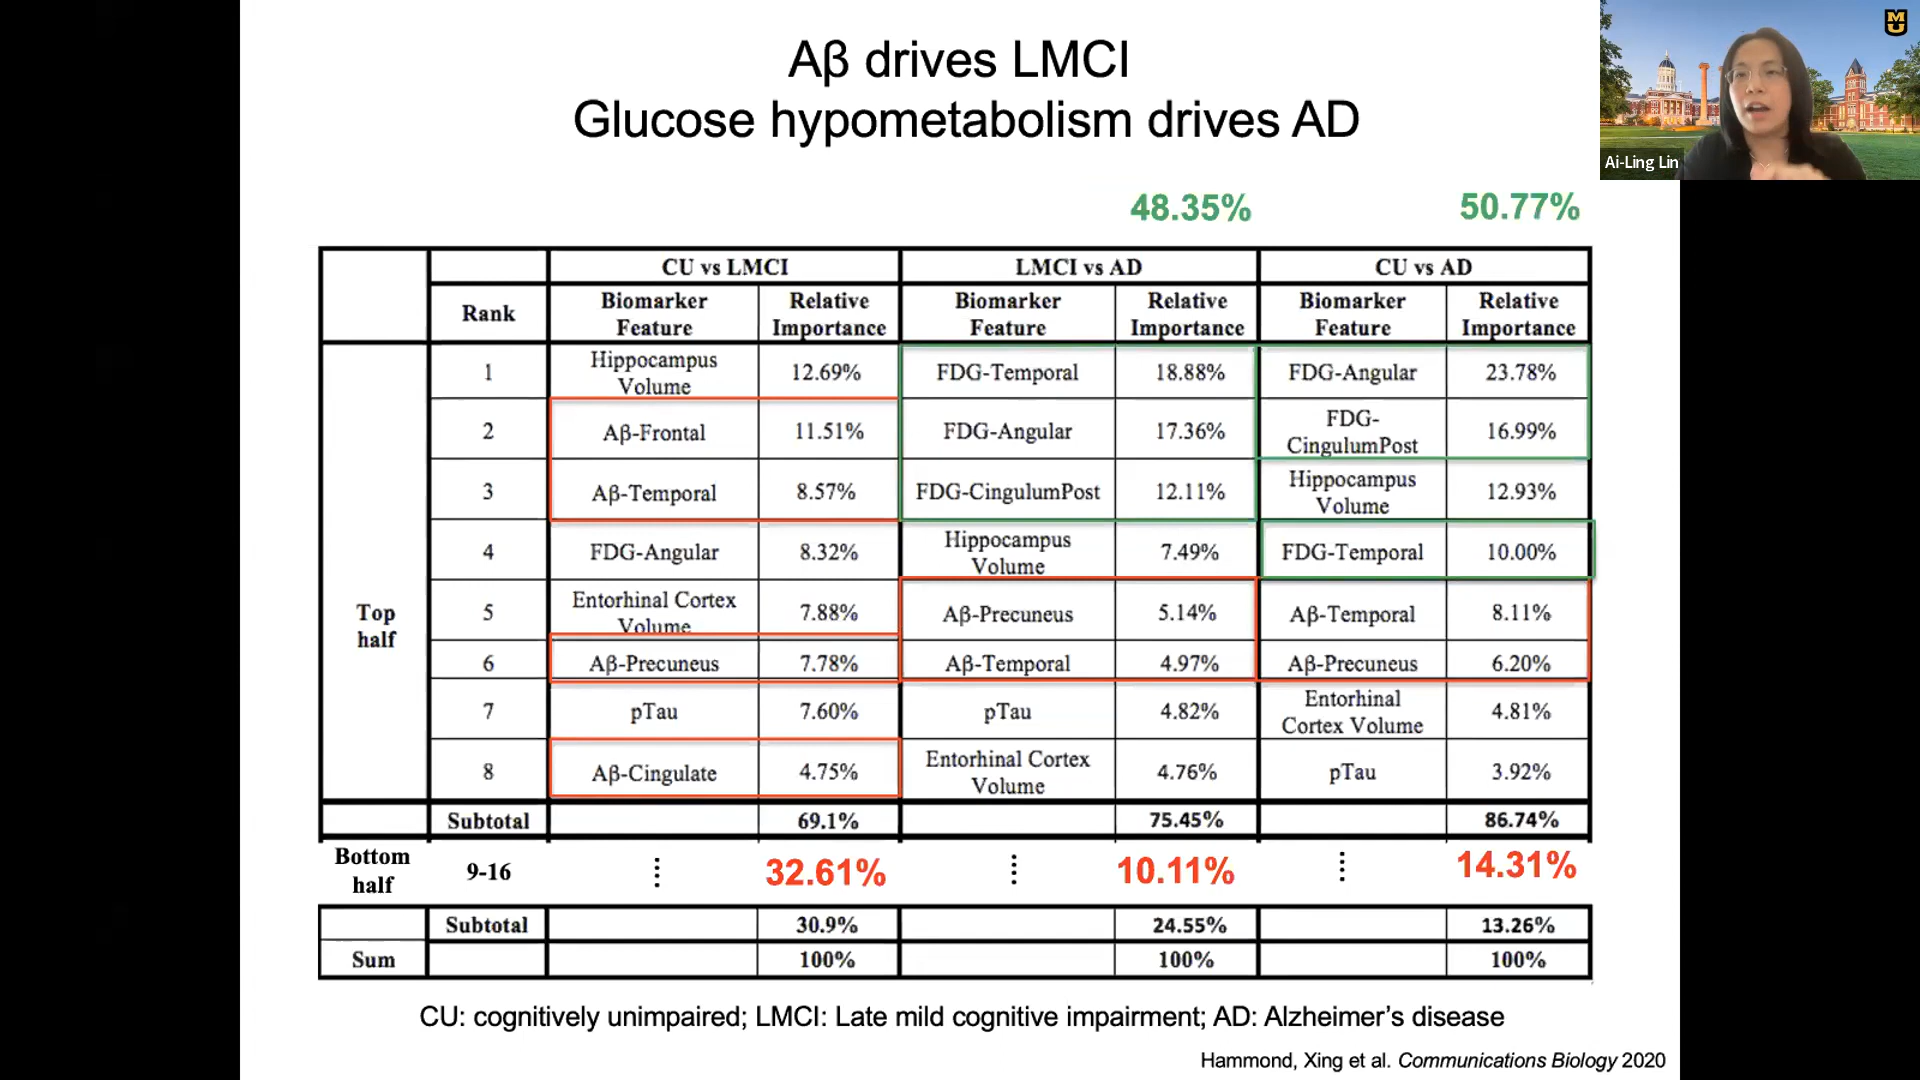 Aβ drives LMCI
Glucose hypometabolism drives AD
MU
Ai-Ling Lin
48.35% 50.77%
CU vs LMCI LMCI vs AD CU vs AD
Rank Biomarker Feature Relative Importance Biomarker Feature Relative Importance Biomarker Feature Relative Importance
Top half
1 Hippocampus Volume 12.69% FDG-Temporal 18.88% FDG-Angular 23.78%
2 Aβ-Frontal 11.51% FDG-Angular 17.36% FDG-CingulumPost 16.99%
3 Aβ-Temporal 8.57% FDG-CingulumPost 12.11% Hippocampus Volume 12.93%
4 FDG-Angular 8.32% Hippocampus Volume 7.49% FDG-Temporal 10.00%
5 Entorhinal Cortex Volume 7.88% Aβ-Precuneus 5.14% Aβ-Temporal 8.11%
6 Aβ-Precuneus 7.78% Aβ-Temporal 4.97% Aβ-Precuneus 6.20%
7 pTau 7.60% pTau 4.82% Entorhinal Cortex Volume 4.81%
8 Aβ-Cingulate 4.75% Entorhinal Cortex Volume 4.76% pTau 3.92%
Subtotal 69.1% 75.45% 86.74%
Bottom half 9-16 ⋮ 32.61% ⋮ 10.11% ⋮ 14.31%
Subtotal 30.9% 24.55% 13.26%
Sum 100% 100% 100%
CU: cognitively unimpaired; LMCI: Late mild cognitive impairment; AD: Alzheimer’s disease
Hammond, Xing et al. Communications Biology 2020